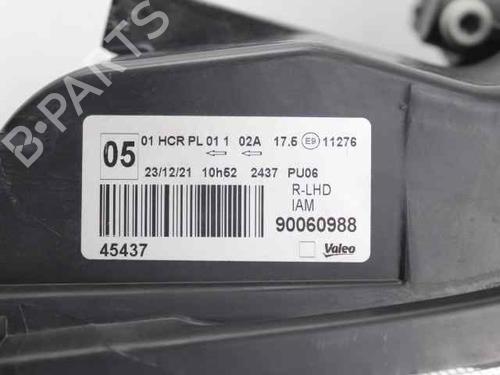 B-PARTS
05 01 HCR PL 01 1 02A 17.5 E9 11276
23/12/21 10h52 2437 PU06
R-LHD
IAM
90060988
45437 Valeo